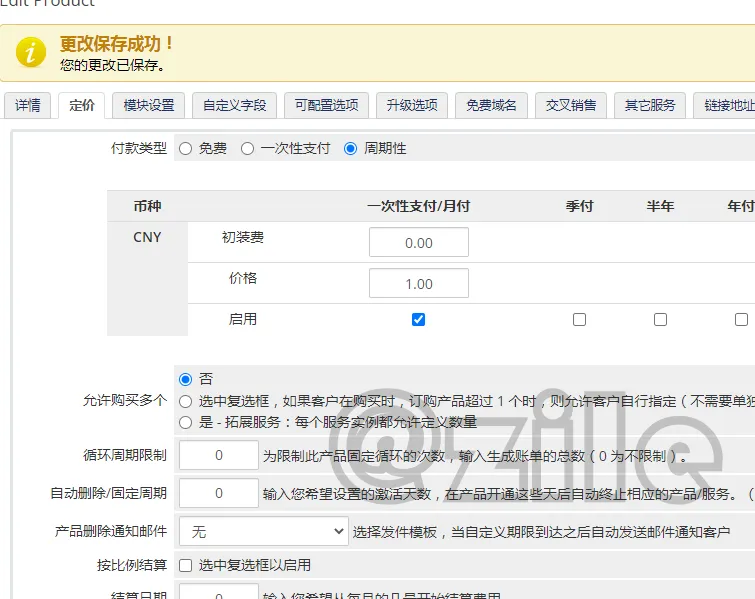 Edit Product
更改保存成功！
您的更改已保存。
详情 定价 模块设置 自定义字段 可配置选项 升级选项 免费域名 交叉销售 其它服务 链接地址
付款类型 免费 一次性支付 周期性
币种 一次性支付/月付 季付 半年 年付
CNY 初装费 0.00
价格 1.00
启用
否
允许购买多个 选中复选框，如果客户在购买时，订购产品超过 1 个时，则允许客户自行指定（不需要单独
是 - 拓展服务：每个服务实例都允许定义数量
@zile
循环周期限制 0 为限制此产品固定循环的次数，输入生成账单的总数（0 为不限制）。
自动删除/固定周期 0 输入您希望设置的激活天数，在产品开通这些天后自动终止相应的产品/服务。（
产品删除通知邮件 无 选择发件模板，当自定义期限到达之后自动发送邮件通知客户
按比例结算 选中复选框以启用
结算日期 0 输入您希望从每月的几号开始结算费用